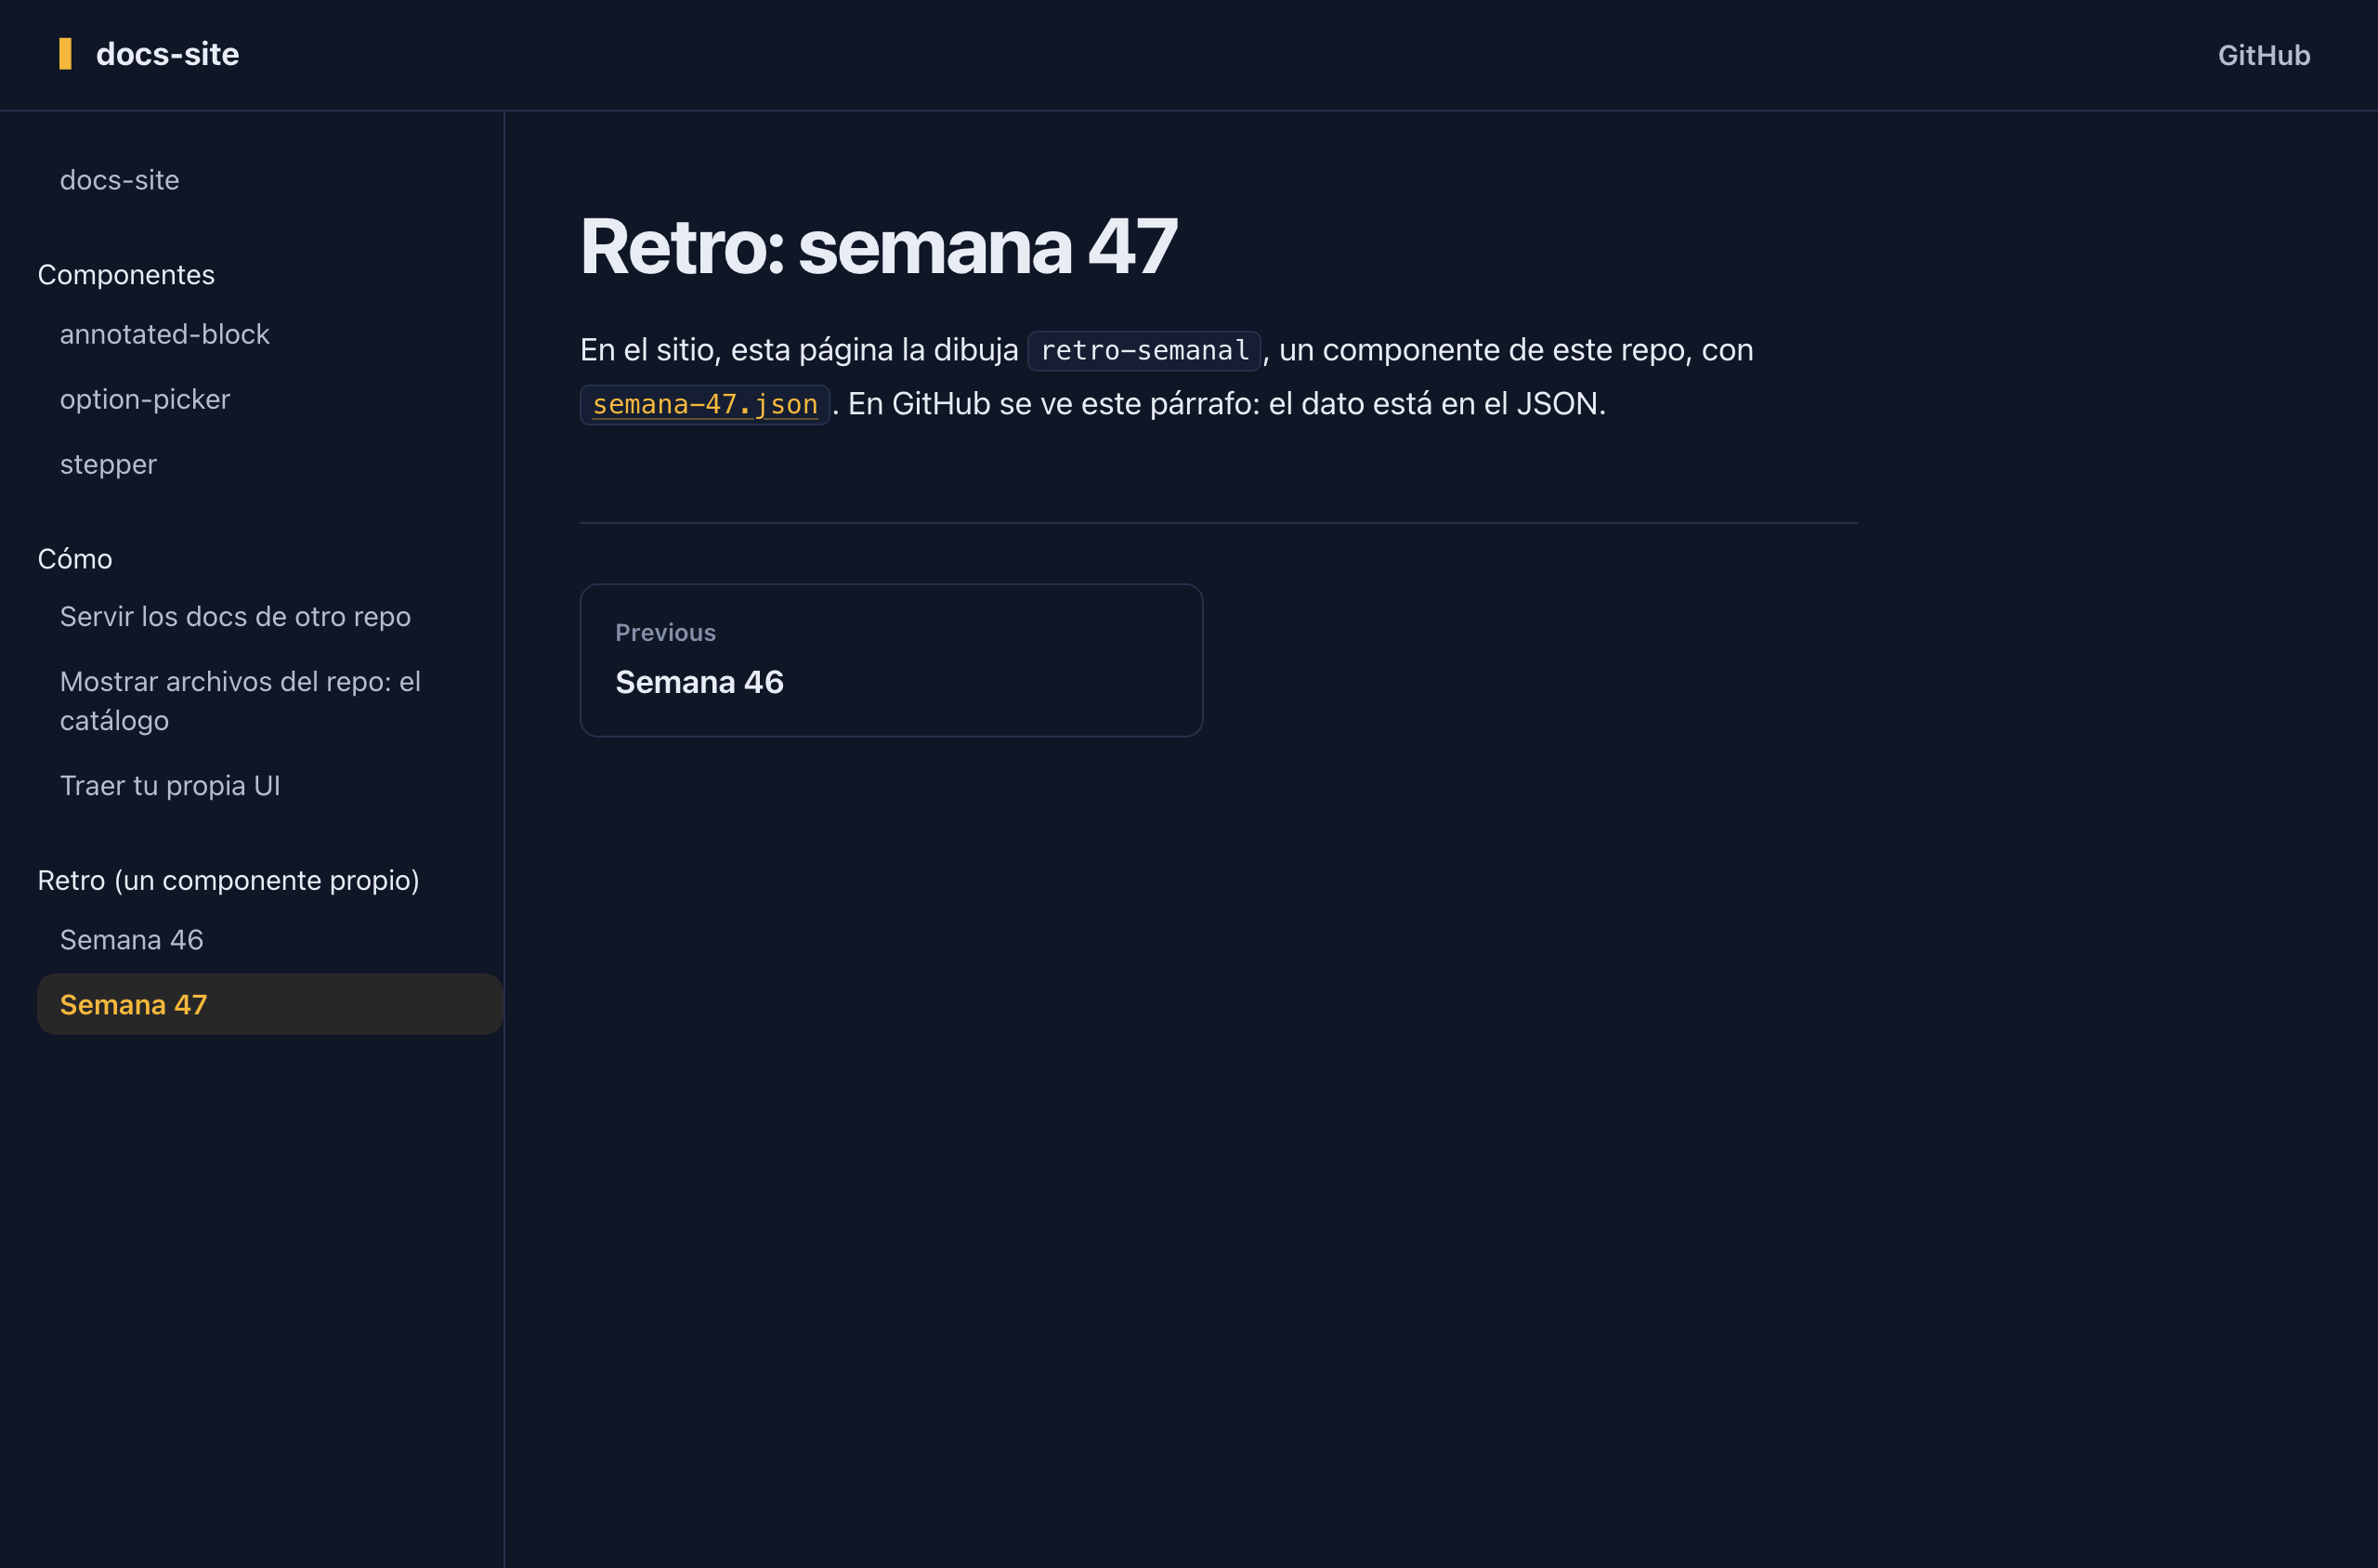 docs-site
GitHub
docs-site
Componentes
annotated-block
option-picker
stepper
Cómo
Servir los docs de otro repo
Mostrar archivos del repo: el
catálogo
Traer tu propia UI
Retro (un componente propio)
Semana 46
Semana 47
Retro: semana 47
En el sitio, esta página la dibuja retro-semanal, un componente de este repo, con
semana-47.json. En GitHub se ve este párrafo: el dato está en el JSON.
Previous
Semana 46